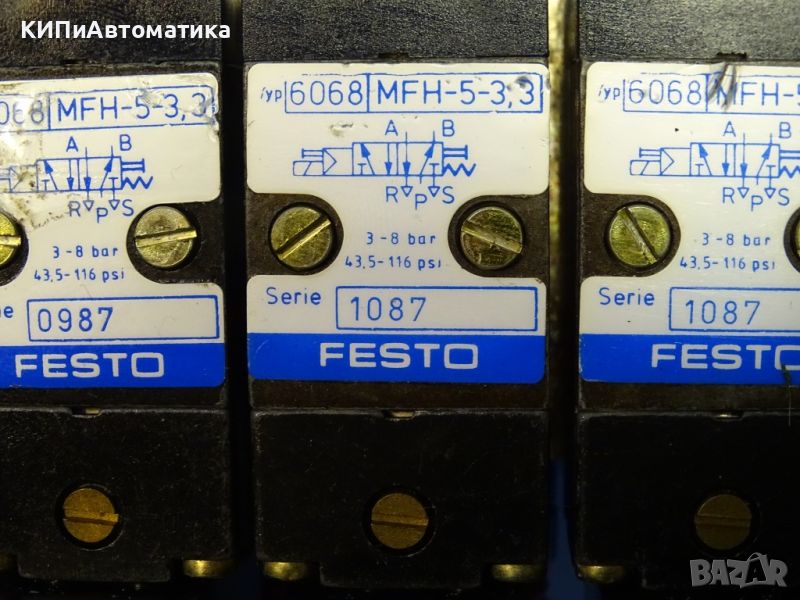 КИПиАвтоматика
6068 MFH-5-3,3
A B
R P S
3-8 bar
43,5-116 psi
0987
FESTO
Typ 6068 MFH-5-3,3
A B
R P S
3-8 bar
43,5-116 psi
Serie 1087
FESTO
Typ 6068 MFH-5
A B
R P S
3-8 bar
43,5-116 psi
Serie 1087
FESTO
BAZAR